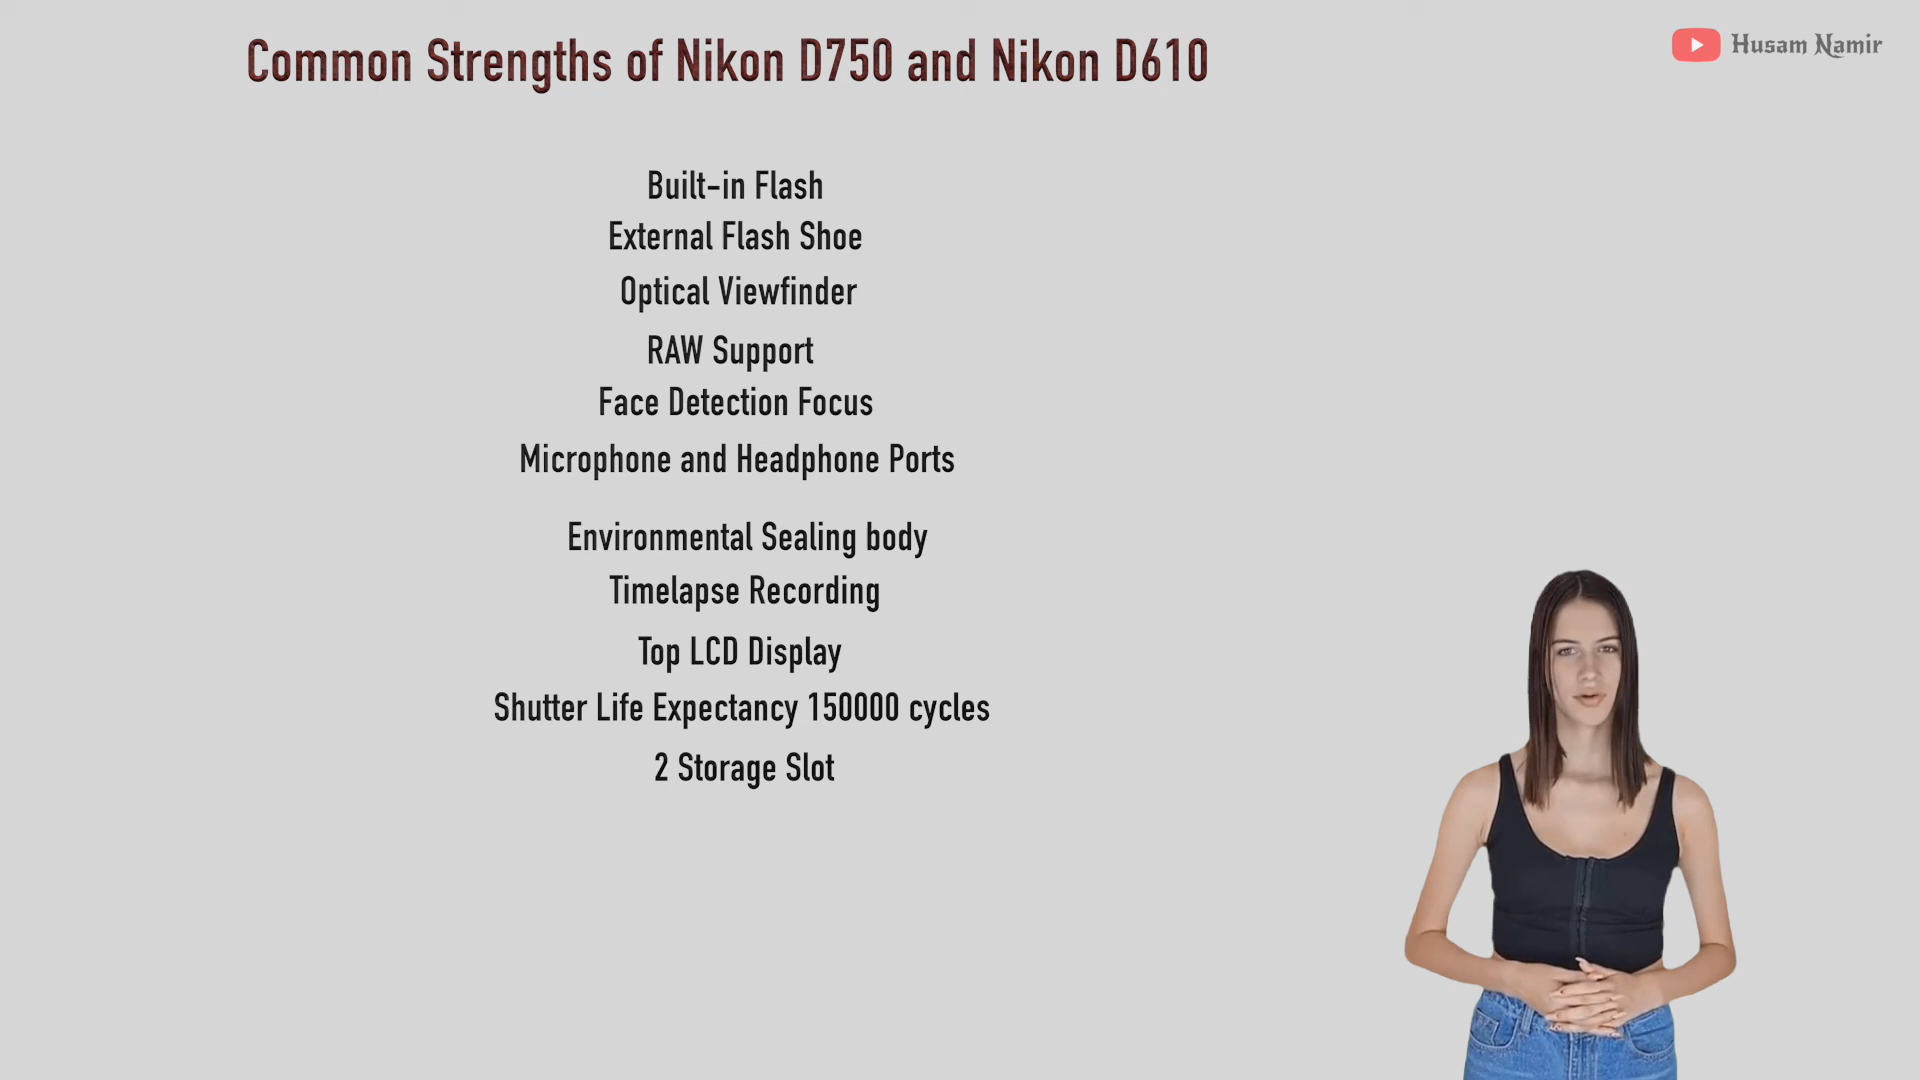 Common Strengths of Nikon D750 and Nikon D610
Husam Namir
Built-in Flash
External Flash Shoe
Optical Viewfinder
RAW Support
Face Detection Focus
Microphone and Headphone Ports
Environmental Sealing body
Timelapse Recording
Top LCD Display
Shutter Life Expectancy 150000 cycles
2 Storage Slot